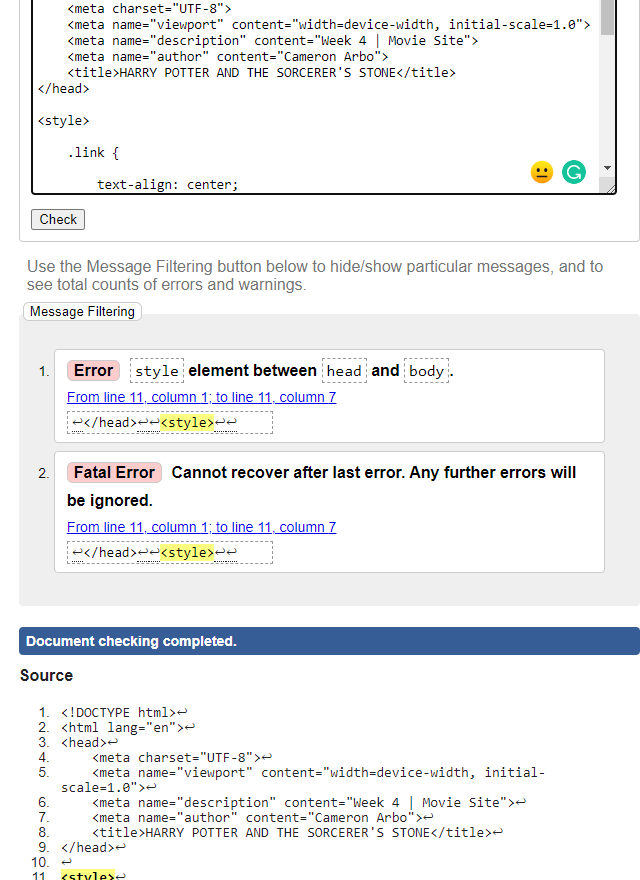 <meta charset="UTF-8">
<meta name="viewport" content="width=device-width, initial-scale=1.0">
<meta name="description" content="Week 4 | Movie Site">
<meta name="author" content="Cameron Arbo">
<title>HARRY POTTER AND THE SORCERER'S STONE</title>
</head>
<style>
.link {
text-align: center;
Check
Use the Message Filtering button below to hide/show particular messages, and to
see total counts of errors and warnings.
Message Filtering
1. Error style element between head and body.
From line 11, column 1; to line 11, column 7
↩</head>↩↩<style>↩↩
2. Fatal Error Cannot recover after last error. Any further errors will
be ignored.
From line 11, column 1; to line 11, column 7
↩</head>↩↩<style>↩↩
Document checking completed.
Source
1. <!DOCTYPE html>↩
2. <html lang="en">↩
3. <head>↩
4. <meta charset="UTF-8">↩
5. <meta name="viewport" content="width=device-width, initial-
scale=1.0">↩
6. <meta name="description" content="Week 4 | Movie Site">↩
7. <meta name="author" content="Cameron Arbo">↩
8. <title>HARRY POTTER AND THE SORCERER'S STONE</title>↩
9. </head>↩
10. ↩
11. <style>↩